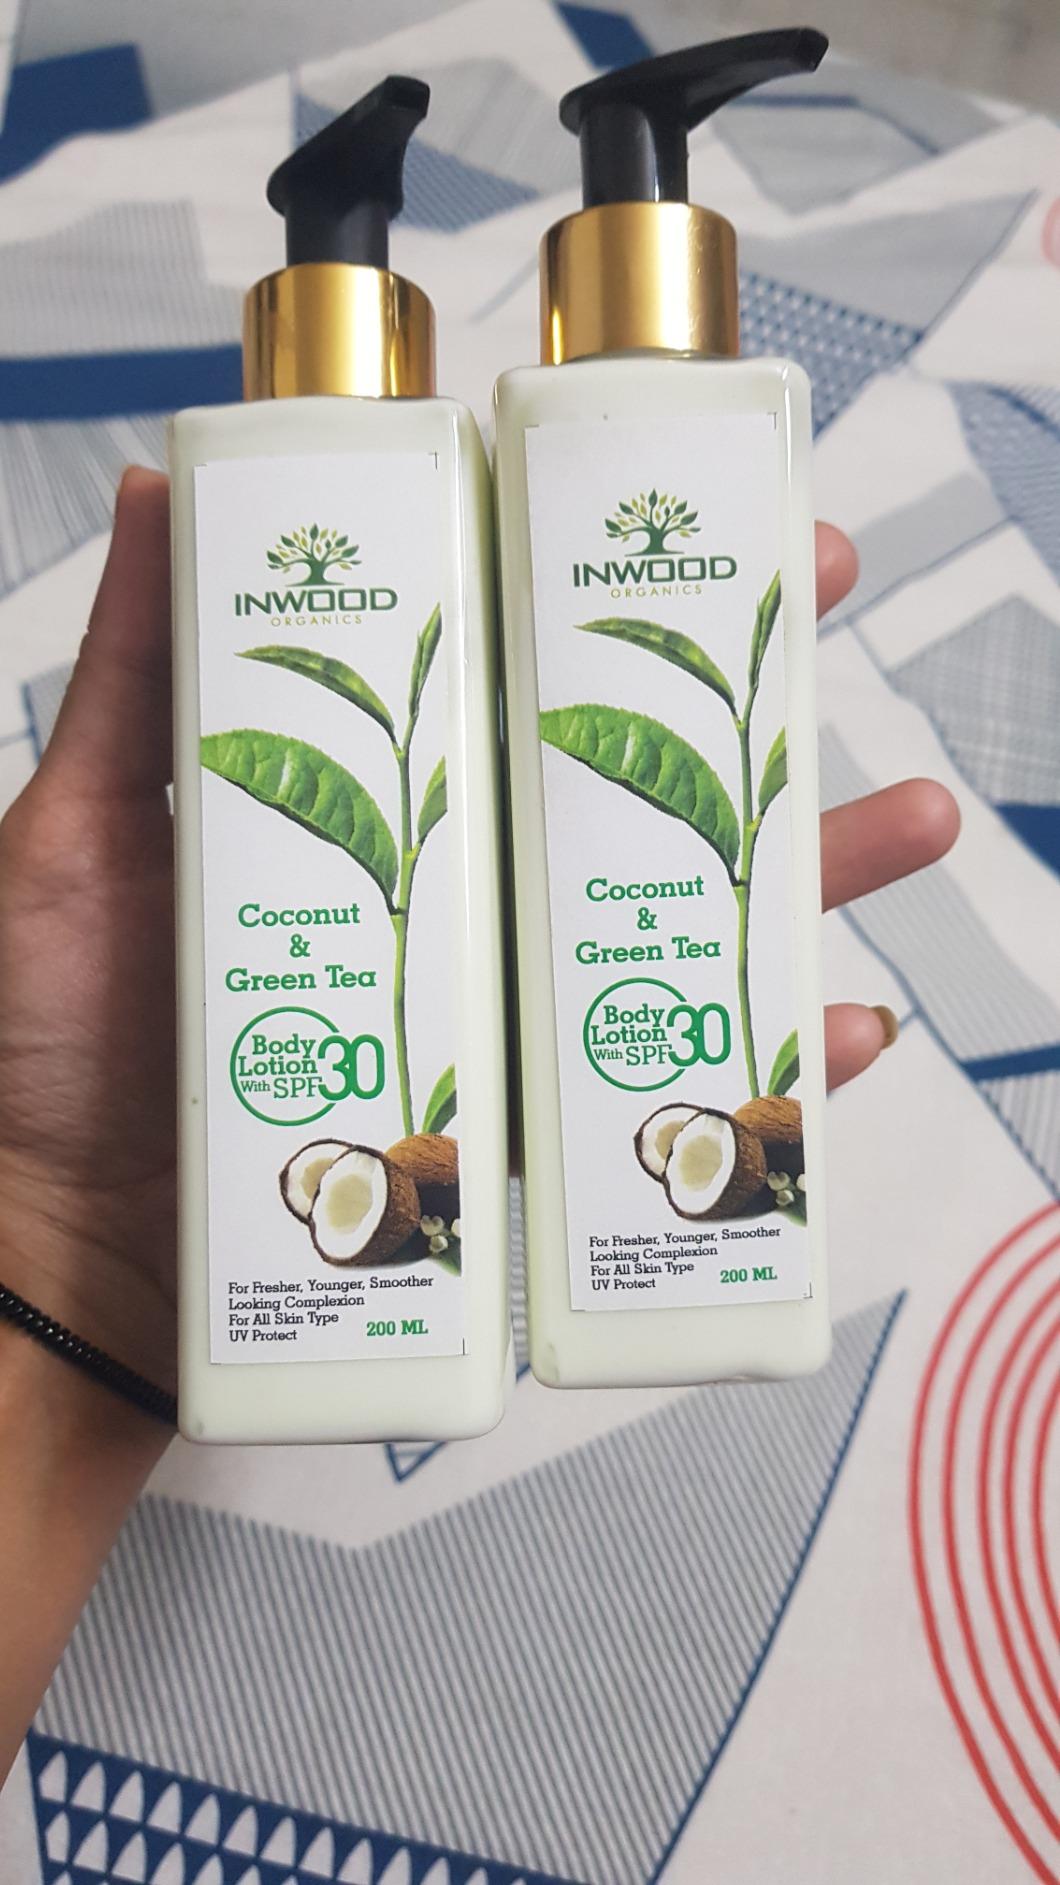 INWOOD
ORGANICS
Coconut
&
Green Tea
Body
Lotion
With SPF 30
For Fresher, Younger, Smoother
Looking Complexion
For All Skin Type
UV Protect
200 ML
INWOOD
ORGANICS
Coconut
&
Green Tea
Body
Lotion
With SPF 30
For Fresher, Younger, Smoother
Looking Complexion
For All Skin Type
UV Protect
200 ML